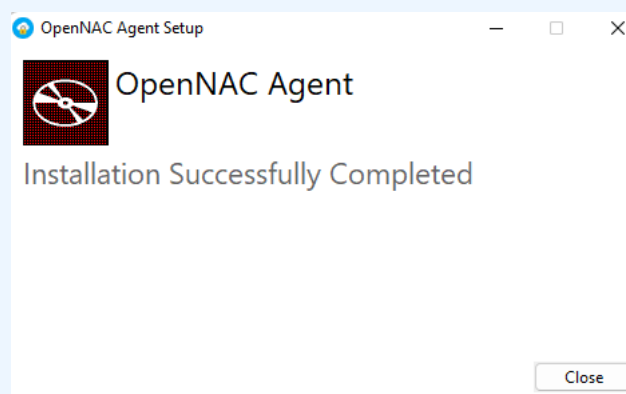 OpenNAC Agent Setup
OpenNAC Agent
Installation Successfully Completed
Close